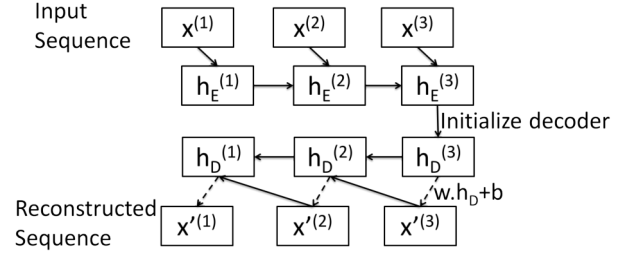 Input
Sequence
x(1) x(2) x(3)
hE(1) hE(2) hE(3)
Initialize decoder
hD(1) hD(2) hD(3)
w.hD+b
Reconstructed
Sequence
x’(1) x’(2) x’(3)